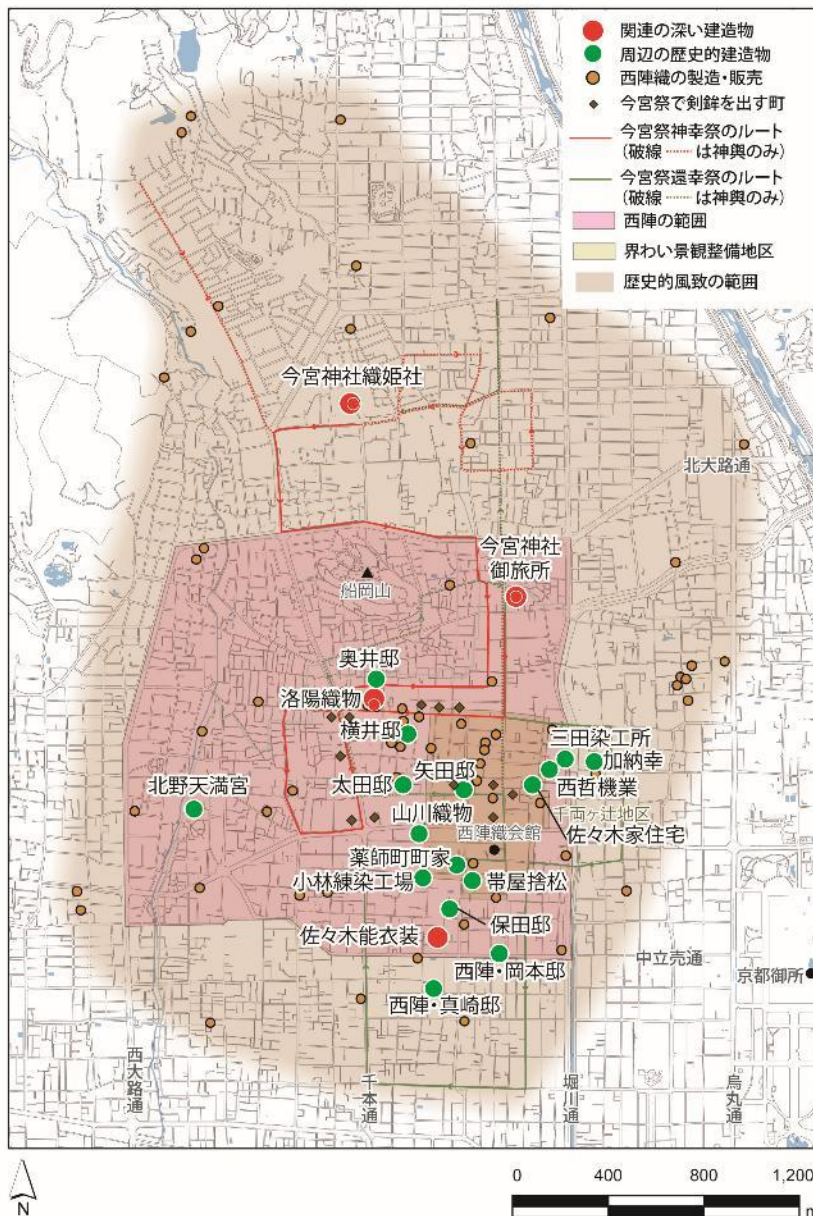 関連の深い建造物
周辺の歴史的建造物
西陣織の製造・販売
今宮祭で剣鉾を出す町
今宮祭神幸祭のルート
(破線 は神輿のみ)
今宮祭還幸祭のルート
(破線 は神輿のみ)
西陣の範囲
界わい景観整備地区
歴史的風致の範囲
今宮神社織姫社
北大路通
今宮神社
御旅所
船岡山
奥井邸
洛陽織物
横井邸
三田染工所
加納幸
矢田邸
太田邸
西哲機業
北野天満宮
山川織物
千両ヶ辻地区
佐々木家住宅
西陣織会館
薬師町町家
小林練染工場
帯屋捨松
保田邸
佐々木能衣装
中立売通
西陣・岡本邸
京都御所
西陣・真崎邸
西大路通
千本通
堀川通
烏丸通
N
0 400 800 1,200
m